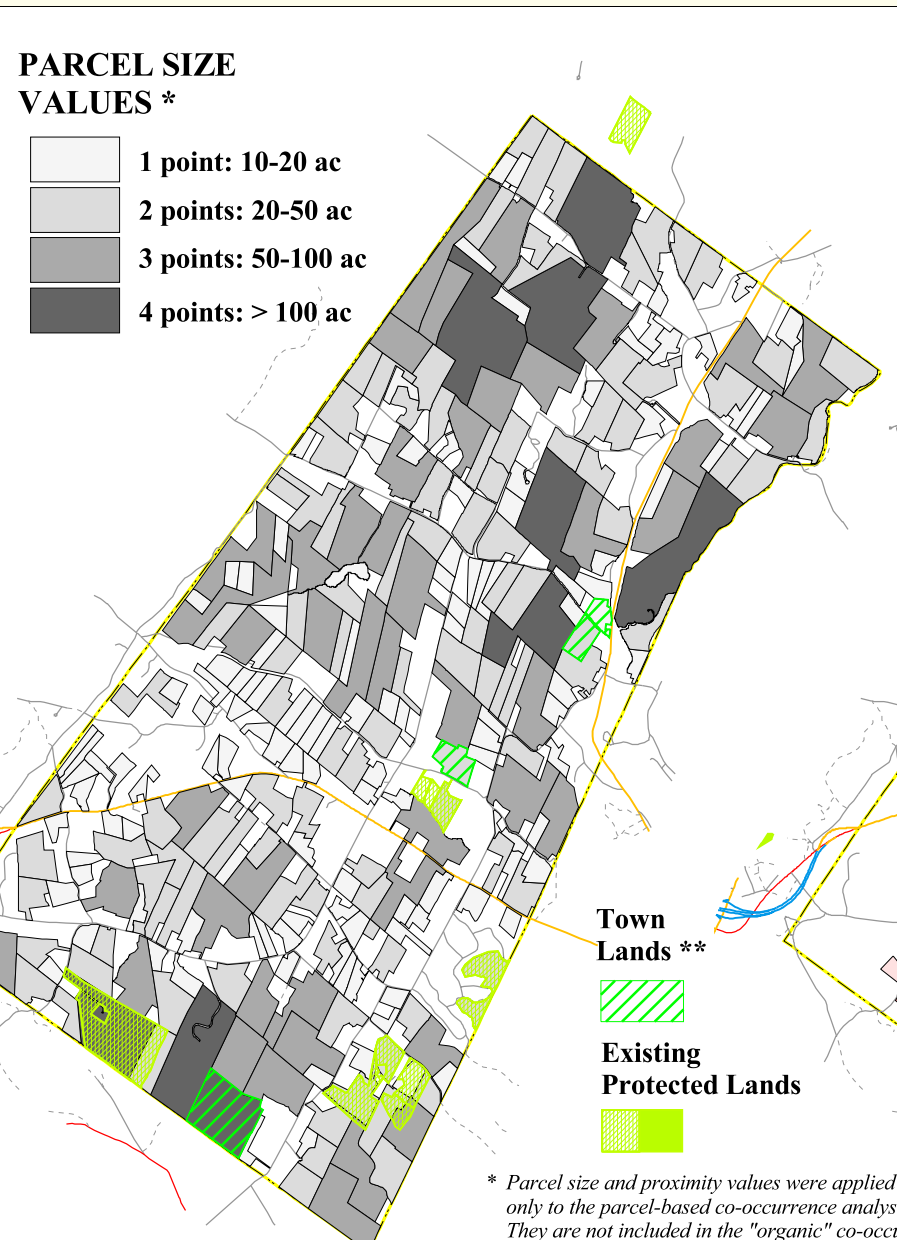 PARCEL SIZE
VALUES *
1 point: 10-20 ac
2 points: 20-50 ac
3 points: 50-100 ac
4 points: > 100 ac
Town
Lands **
Existing
Protected Lands
* Parcel size and proximity values were applied
only to the parcel-based co-occurrence analys
They are not included in the "organic" co-occu